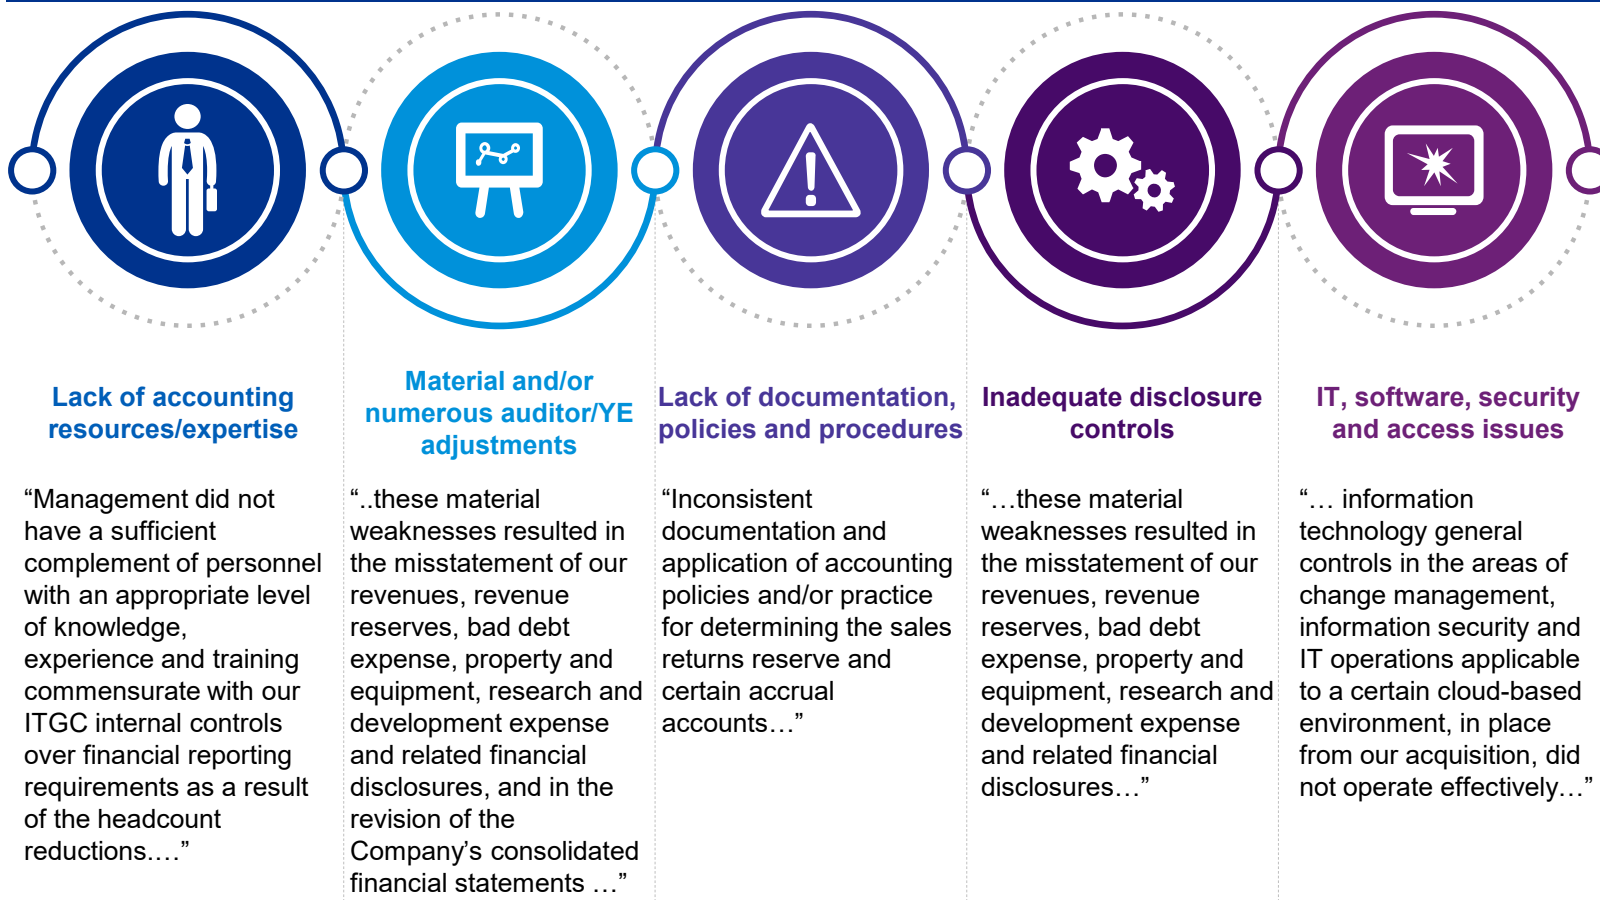 Lack of accounting
resources/expertise
“Management did not
have a sufficient
complement of personnel
with an appropriate level
of knowledge,
experience and training
commensurate with our
ITGC internal controls
over financial reporting
requirements as a result
of the headcount
reductions.…”
Material and/or
numerous auditor/YE
adjustments
“..these material
weaknesses resulted in
the misstatement of our
revenues, revenue
reserves, bad debt
expense, property and
equipment, research and
development expense
and related financial
disclosures, and in the
revision of the
Company’s consolidated
financial statements …”
Lack of documentation,
policies and procedures
“Inconsistent
documentation and
application of accounting
policies and/or practice
for determining the sales
returns reserve and
certain accrual
accounts…”
Inadequate disclosure
controls
“…these material
weaknesses resulted in
the misstatement of our
revenues, revenue
reserves, bad debt
expense, property and
equipment, research and
development expense
and related financial
disclosures…”
IT, software, security
and access issues
“… information
technology general
controls in the areas of
change management,
information security and
IT operations applicable
to a certain cloud-based
environment, in place
from our acquisition, did
not operate effectively…”